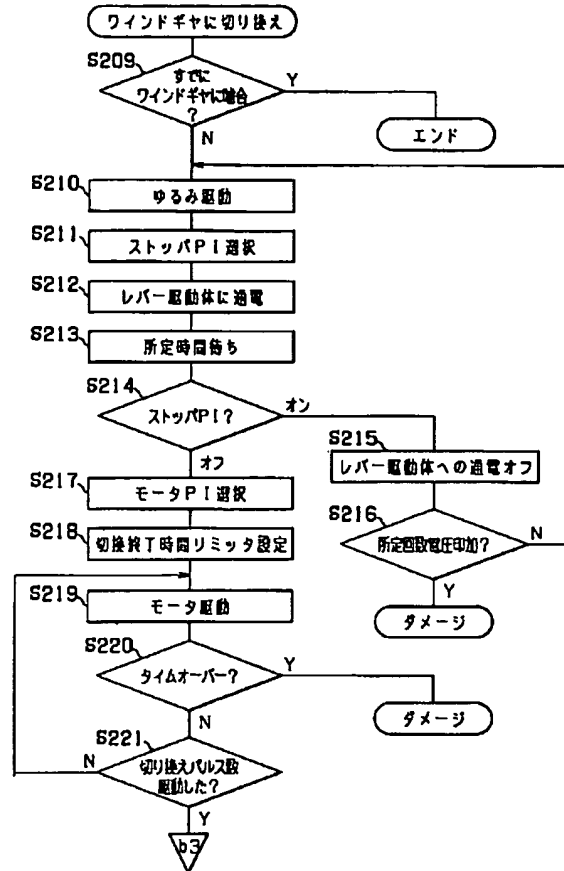 ワインドギヤに切り換え
S209
すでに
ワインドギヤに噛合
?
Y
N
エンド
S210
ゆるみ駆動
S211
ストッパPI選択
S212
レバー駆動体に通電
S213
所定時間待ち
S214
ストッパPI?
オン
オフ
S215
レバー駆動体への通電オフ
S216
所定回数電圧印加?
N
Y
ダメージ
S217
モータPI選択
S218
切換終了時間リミッタ設定
S219
モータ駆動
S220
タイムオーバー?
Y
N
ダメージ
S221
切り換えパルス数
駆動した?
N
Y
b3